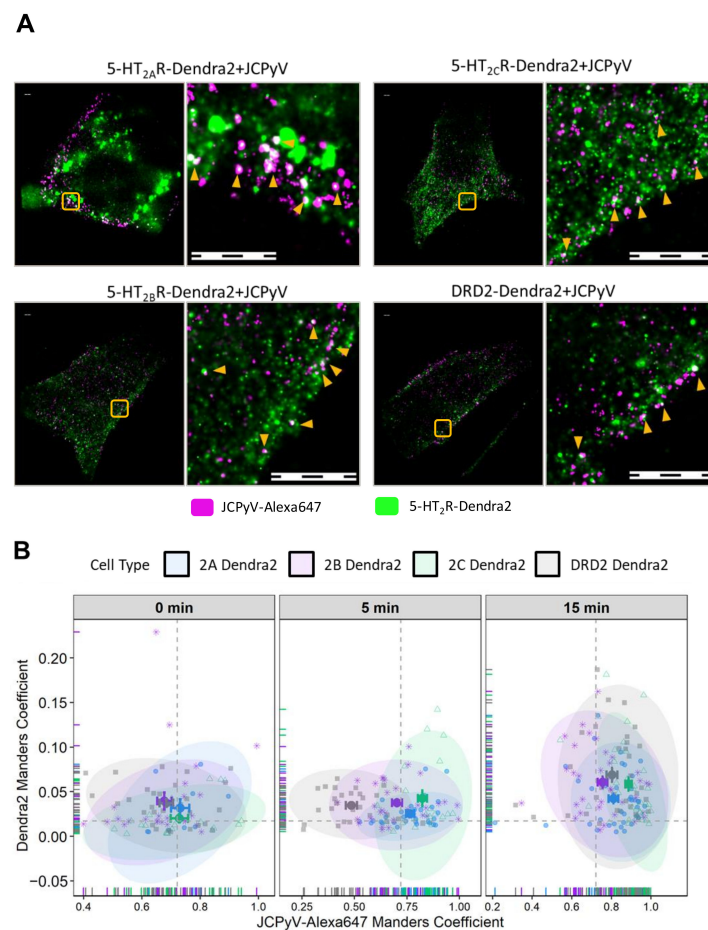 A
5-HT2AR-Dendra2+JCPyV
5-HT2CR-Dendra2+JCPyV
5-HT2BR-Dendra2+JCPyV
DRD2-Dendra2+JCPyV
JCPyV-Alexa647
5-HT2R-Dendra2
B
Cell Type
2A Dendra2
2B Dendra2
2C Dendra2
DRD2 Dendra2
0 min
5 min
15 min
Dendra2 Manders Coefficient
0.20
0.15
0.10
0.05
0.00
−0.05
0.4 0.6 0.8 1.0
0.25 0.50 0.75 1.00
0.2 0.4 0.6 0.8 1.0
JCPyV-Alexa647 Manders Coefficient